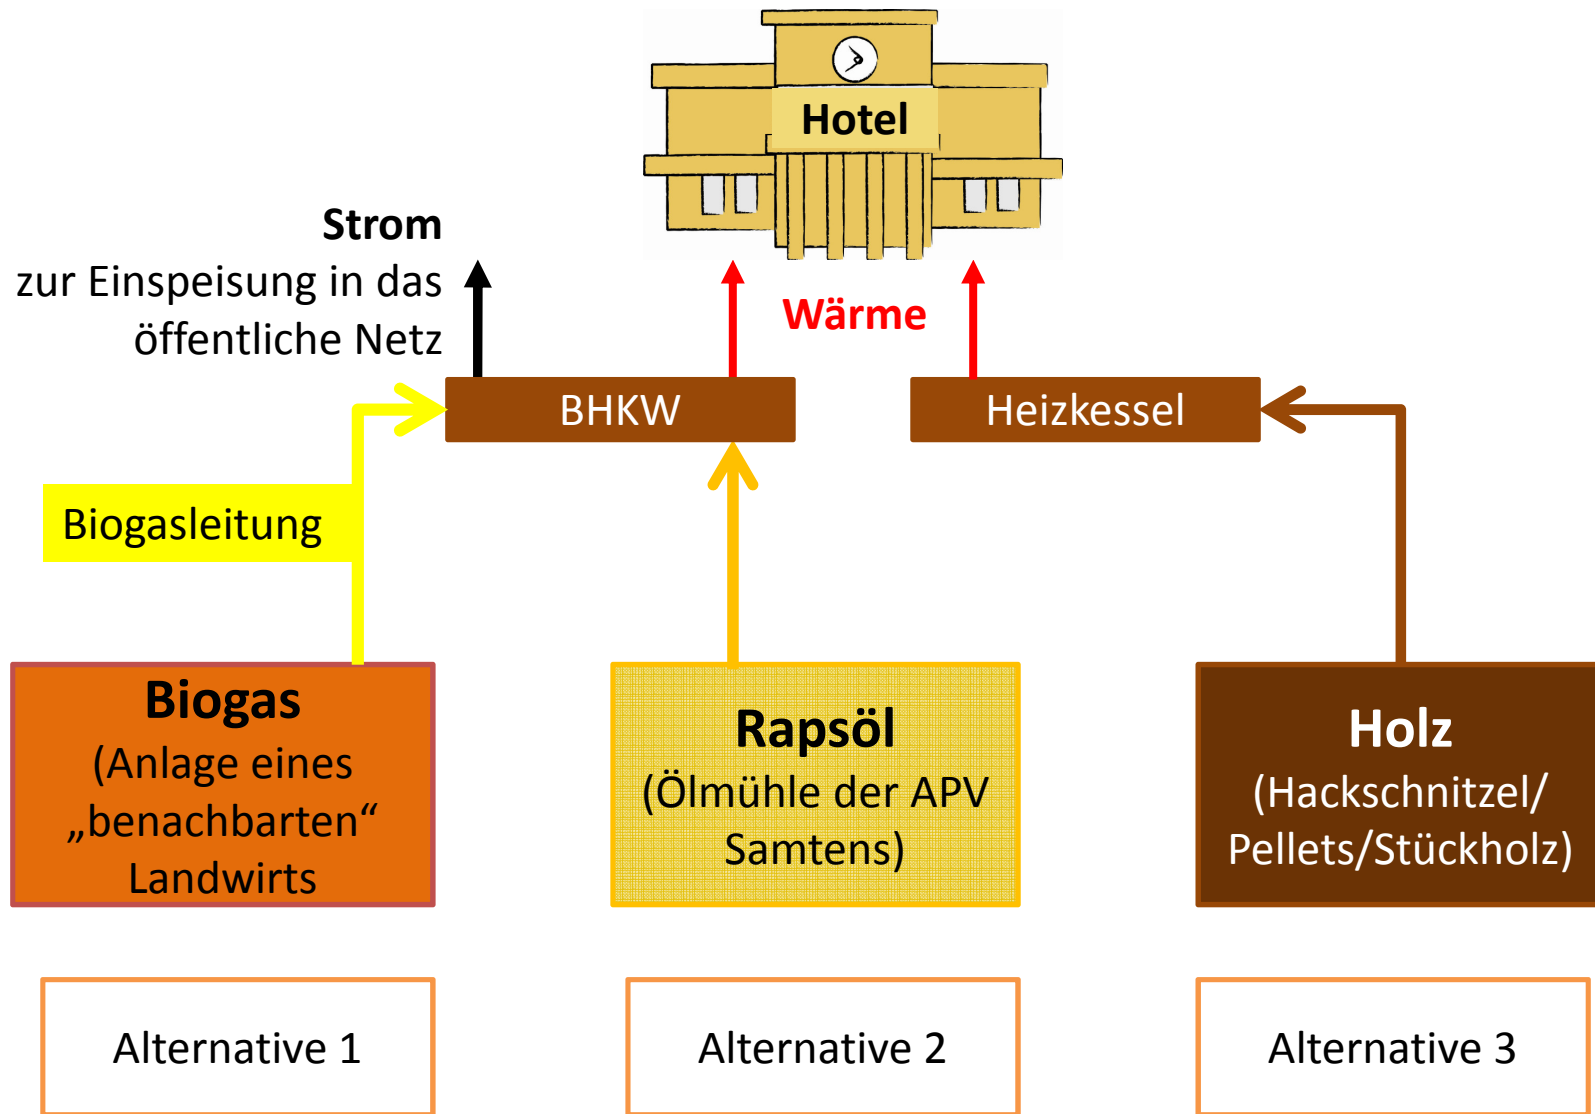 Hotel
Strom
zur Einspeisung in das
öffentliche Netz
Wärme
BHKW
Heizkessel
Biogasleitung
Biogas
(Anlage eines
„benachbarten“
Landwirts
Rapsöl
(Ölmühle der APV
Samtens)
Holz
(Hackschnitzel/
Pellets/Stückholz)
Alternative 1
Alternative 2
Alternative 3